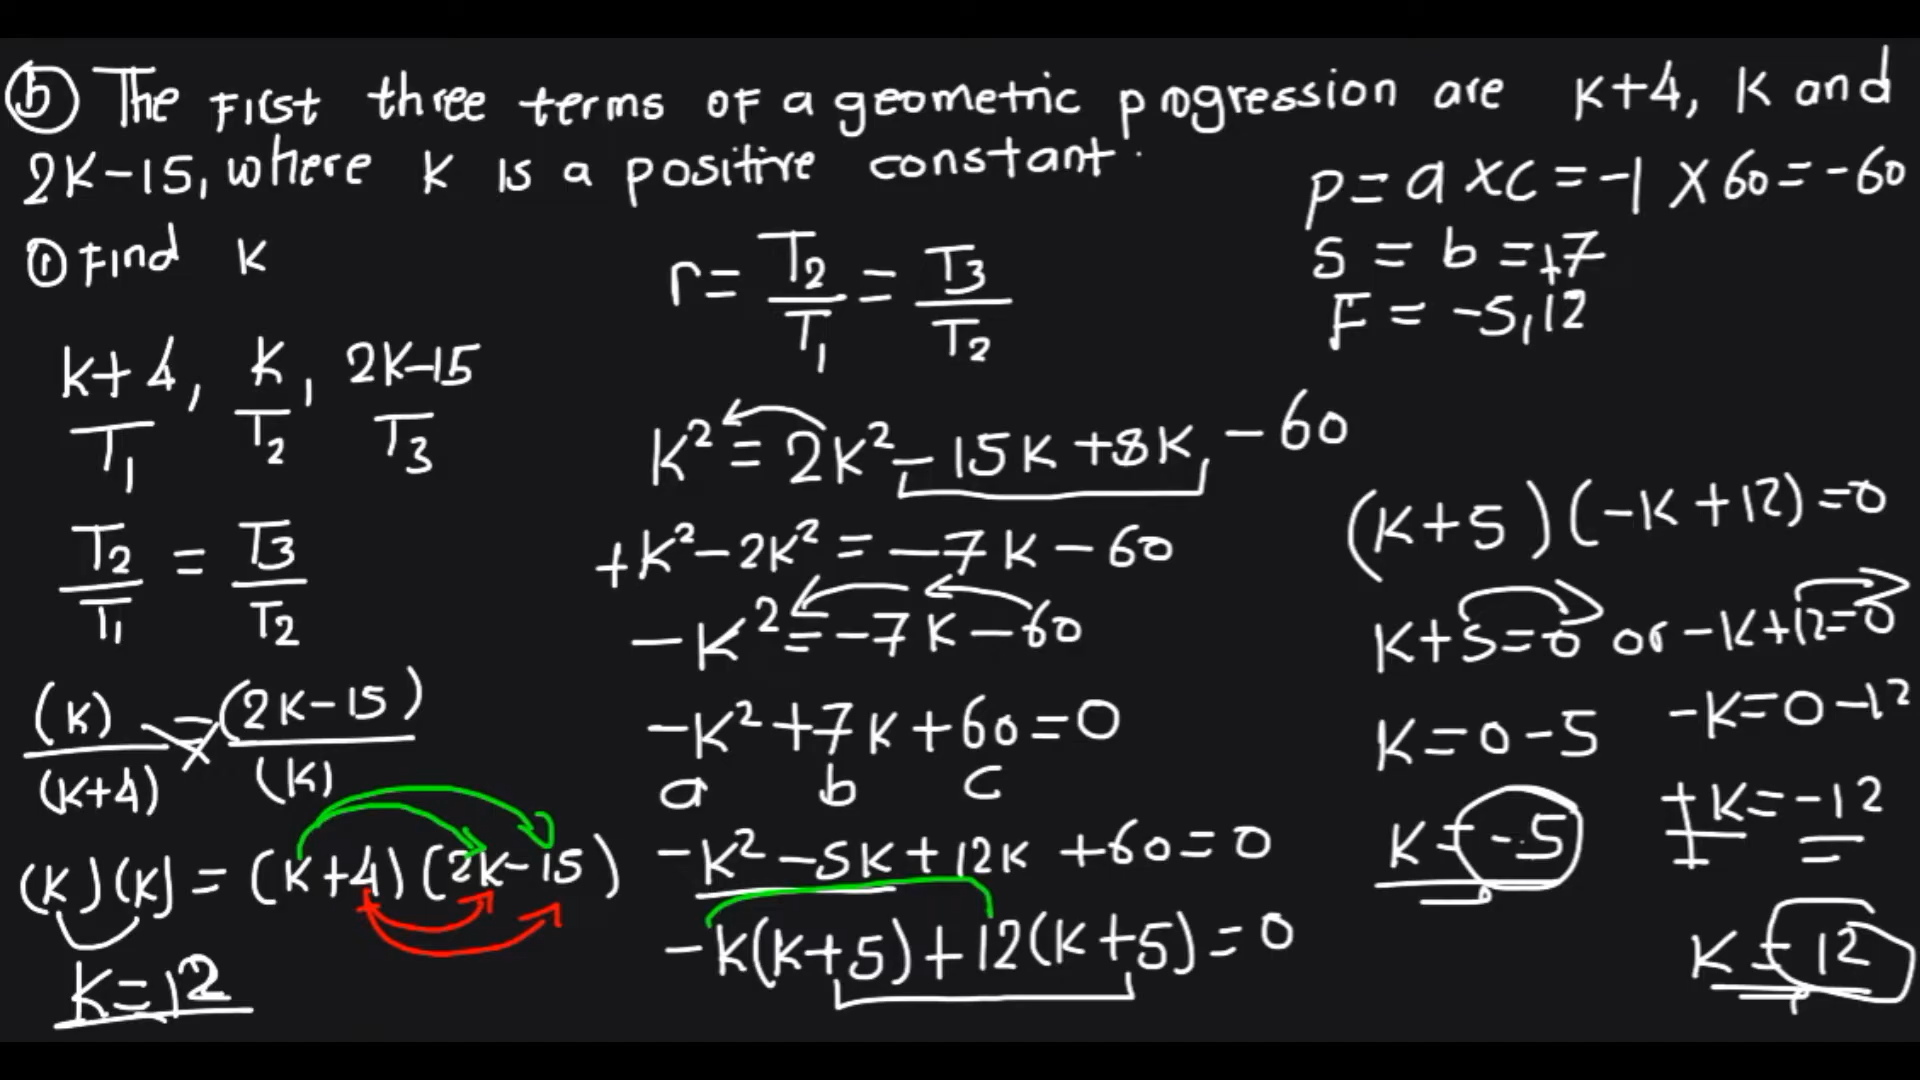 b) The first three terms of a geometric progression are K+4, K and
2K-15, where K is a positive constant.
i) Find K
K+4, K, 2K-15
T₁ T₂ T₃
T₂/T₁ = T₃/T₂
(K)/(K+4) = (2K-15)/(K)
(K)(K) = (K+4)(2K-15)
K=12
r = T₂/T₁ = T₃/T₂
K² = 2K² - 15K + 8K - 60
+K² - 2K² = -7K - 60
-K² = -7K - 60
-K² + 7K + 60 = 0
a b c
-K² - 5K + 12K + 60 = 0
-K(K+5) + 12(K+5) = 0
P = a × c = -1 × 60 = -60
S = b = +7
F = -5, 12
(K+5)(-K+12) = 0
K+5=0 or -K+12=0
K=0-5 -K=0-12
K=-5 +K=-12
K=12